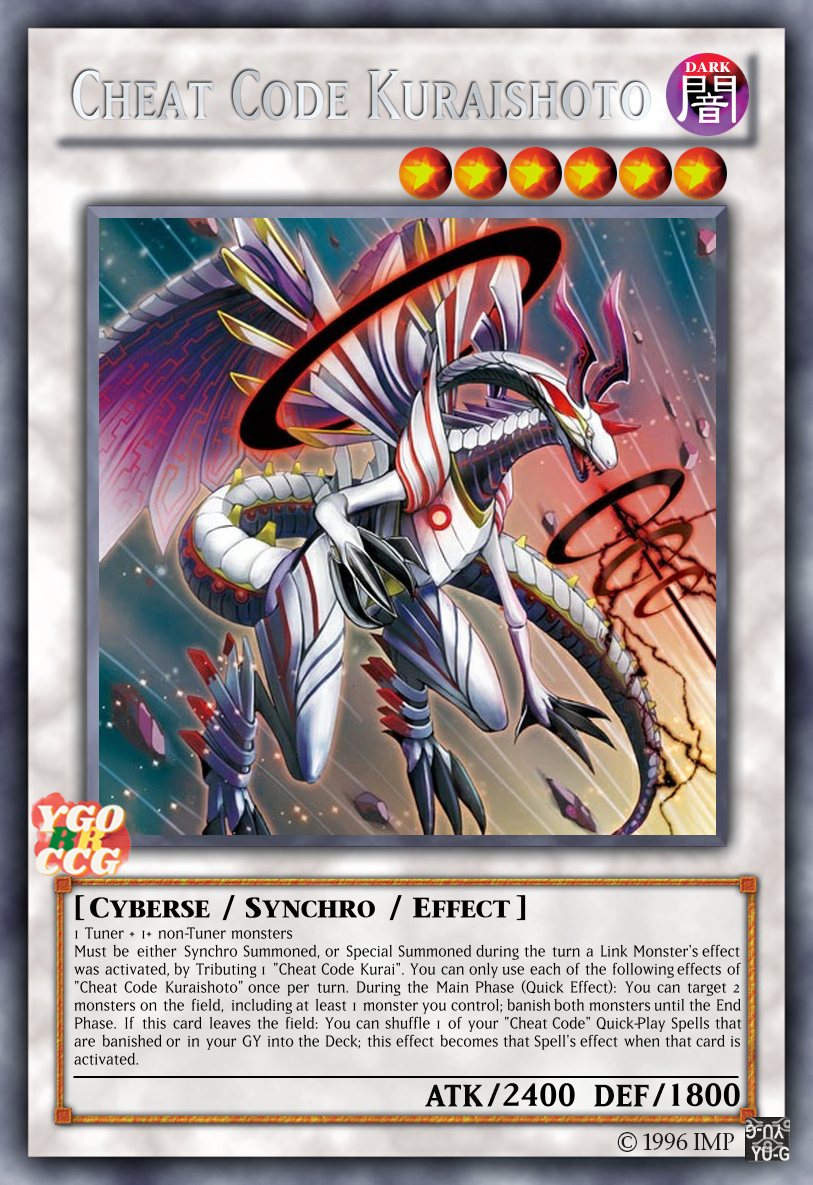 Cheat Code Kuraishoto
DARK
闇
YGO
BR
CCG
[ Cyberse / Synchro / Effect ]
1 Tuner + 1+ non-Tuner monsters
Must be either Synchro Summoned, or Special Summoned during the turn a Link Monster's effect
was activated, by Tributing 1 "Cheat Code Kurai". You can only use each of the following effects of
"Cheat Code Kuraishoto" once per turn. During the Main Phase (Quick Effect): You can target 2
monsters on the field, including at least 1 monster you control; banish both monsters until the End
Phase. If this card leaves the field: You can shuffle 1 of your "Cheat Code" Quick-Play Spells that
are banished or in your GY into the Deck; this effect becomes that Spell's effect when that card is
activated.
ATK/2400 DEF/1800
© 1996 IMP
YU-G